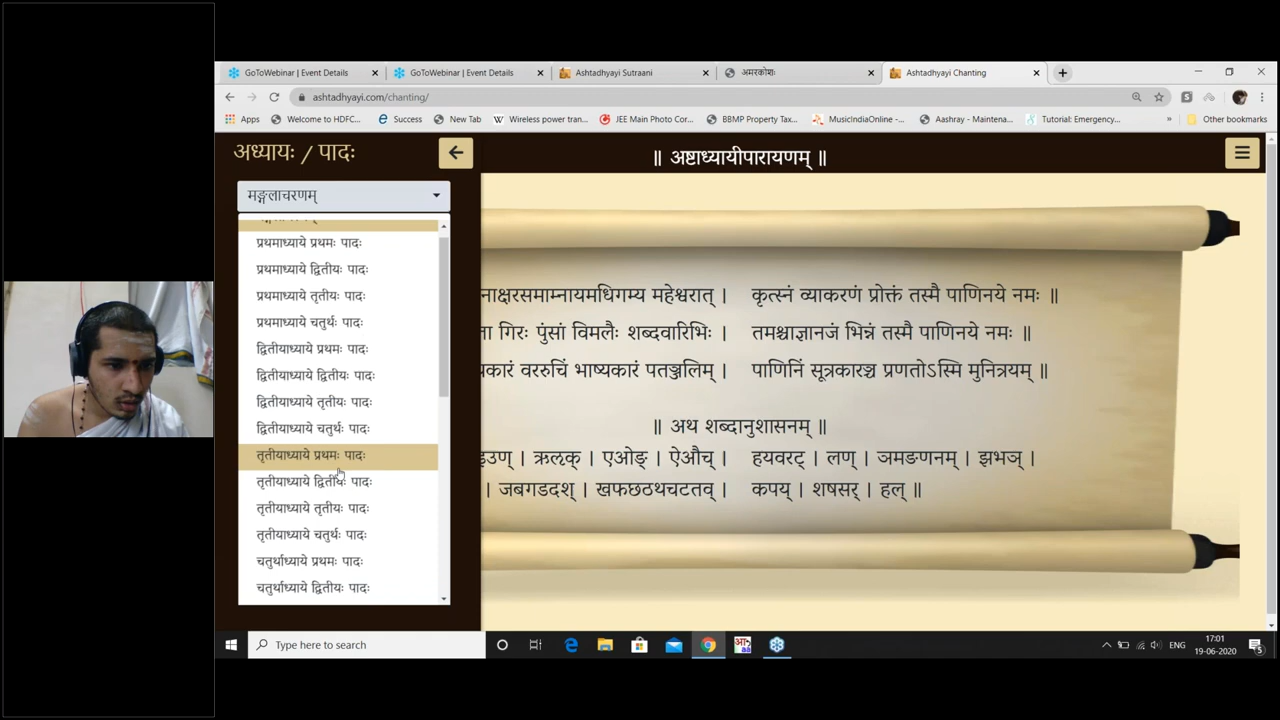 GoToWebinar | Event Details
GoToWebinar | Event Details
Ashtadhyayi Sutraani
अमरकोशः
Ashtadhyayi Chanting
ashtadhyayi.com/chanting/
Apps
Welcome to HDFC...
Success
New Tab
Wireless power tran...
JEE Main Photo Cor...
BBMP Property Tax...
MusicIndiaOnline -...
Aashray - Maintena...
Tutorial: Emergency...
»
Other bookmarks
अध्यायः / पादः
॥ अष्टाध्यायीपारायणम् ॥
मङ्गलाचरणम्
प्रथमाध्याये प्रथमः पादः
प्रथमाध्याये द्वितीयः पादः
प्रथमाध्याये तृतीयः पादः
प्रथमाध्याये चतुर्थः पादः
द्वितीयाध्याये प्रथमः पादः
द्वितीयाध्याये द्वितीयः पादः
द्वितीयाध्याये तृतीयः पादः
द्वितीयाध्याये चतुर्थः पादः
तृतीयाध्याये प्रथमः पादः
तृतीयाध्याये द्वितीयः पादः
तृतीयाध्याये तृतीयः पादः
तृतीयाध्याये चतुर्थः पादः
चतुर्थाध्याये प्रथमः पादः
चतुर्थाध्याये द्वितीयः पादः
नाक्षरसमाम्नायमधिगम्य महेश्वरात् | कृत्स्नं व्याकरणं प्रोक्तं तस्मै पाणिनये नमः ॥
गिरः पुंसां विमलैः शब्दवारिभिः | तमश्चाज्ञानजं भिन्नं तस्मै पाणिनये नमः ॥
यकारं वररुचिं भाष्यकारं पतञ्जलिम् | पाणिनिं सूत्रकारञ्च प्रणतोऽस्मि मुनित्रयम् ॥
॥ अथ शब्दानुशासनम् ॥
इउण् | ऋलृक् | एओङ् | ऐऔच् | हयवरट् | लण् | ञमङणनम् | झभञ् |
| जबगडदश् | खफछठथचटतव् | कपय् | शषसर् | हल् ॥
Type here to search
ENG
17:01
19-06-2020